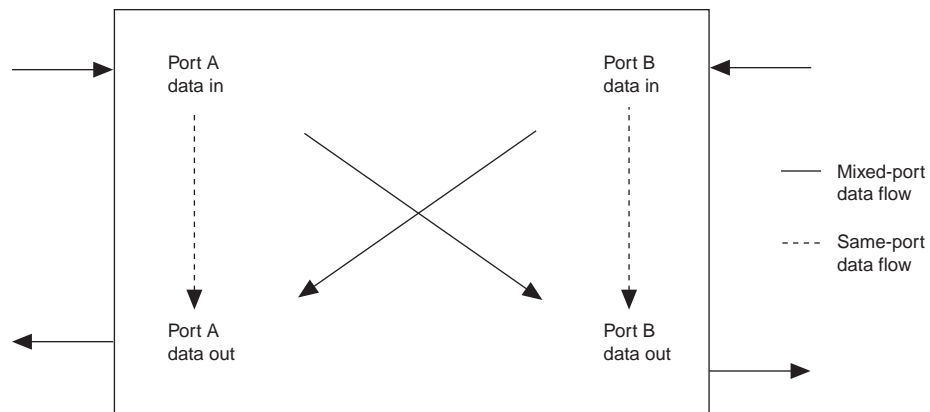 Port A
data in
Port B
data in
Mixed-port
data flow
Same-port
data flow
Port A
data out
Port B
data out